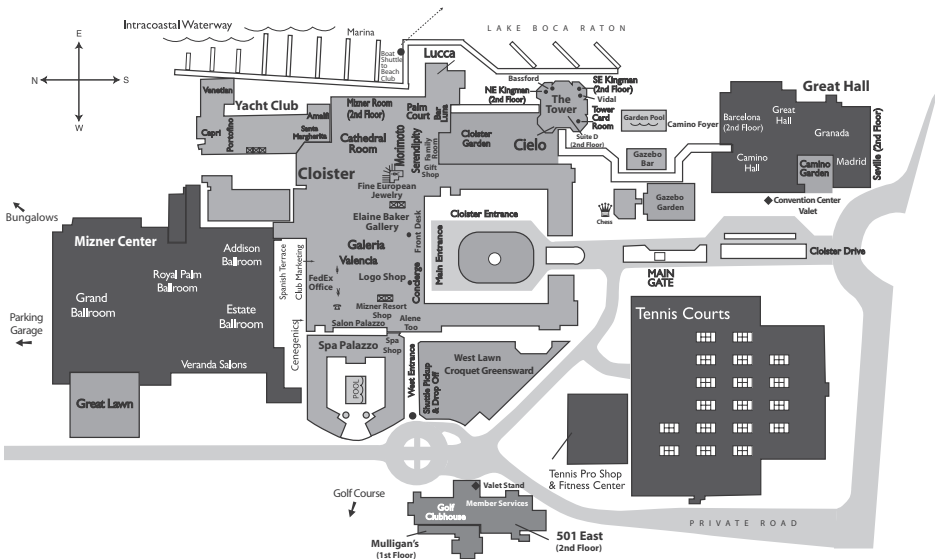 Intracoastal Waterway
Marina
LAKE BOCA RATON
E
N
S
W
Boat
Shuttle
to
Beach
Club
Lucca
Bassford
NE Kingman
(2nd Floor)
SE Kingman
(2nd Floor)
The
Tower
Vidal
Tower
Card
Room
Suite D
(2nd Floor)
Cielo
Garden Pool
Camino Foyer
Gazebo
Bar
Gazebo
Garden
Chess
Great Hall
Barcelona
(2nd Floor)
Great
Hall
Granada
Camino
Hall
Camino
Garden
Madrid
Seville (2nd Floor)
Convention Center
Valet
Venetian
Yacht Club
Capri
Portofino
Amalfi
Santa
Margherita
Mizner Room
(2nd Floor)
Palm
Court
Bar
Luna
Cathedral
Room
Morimoto
Serendipity
Family
Room
Gift
Shop
Cloister
Garden
Cloister
Fine European
Jewelry
Elaine Baker
Gallery
Front Desk
Galeria
Valencia
Logo Shop
Concierge
Main Entrance
Cloister Entrance
Cloister Drive
MAIN
GATE
Bungalows
Mizner Center
Addison
Ballroom
Royal Palm
Ballroom
Grand
Ballroom
Estate
Ballroom
Veranda Salons
Great Lawn
Parking
Garage
Spanish Terrace
Club Marketing
FedEx
Office
Cenegenics
Mizner Resort
Shop
Salon Palazzo
Alene
Too
Spa Palazzo
Spa
Shop
POOL
West Entrance
Shuttle Pickup
& Drop Off
West Lawn
Croquet Greensward
Tennis Courts
Tennis Pro Shop
& Fitness Center
Golf Course
Valet Stand
Member Services
Golf
Clubhouse
Mulligan's
(1st Floor)
501 East
(2nd Floor)
PRIVATE ROAD